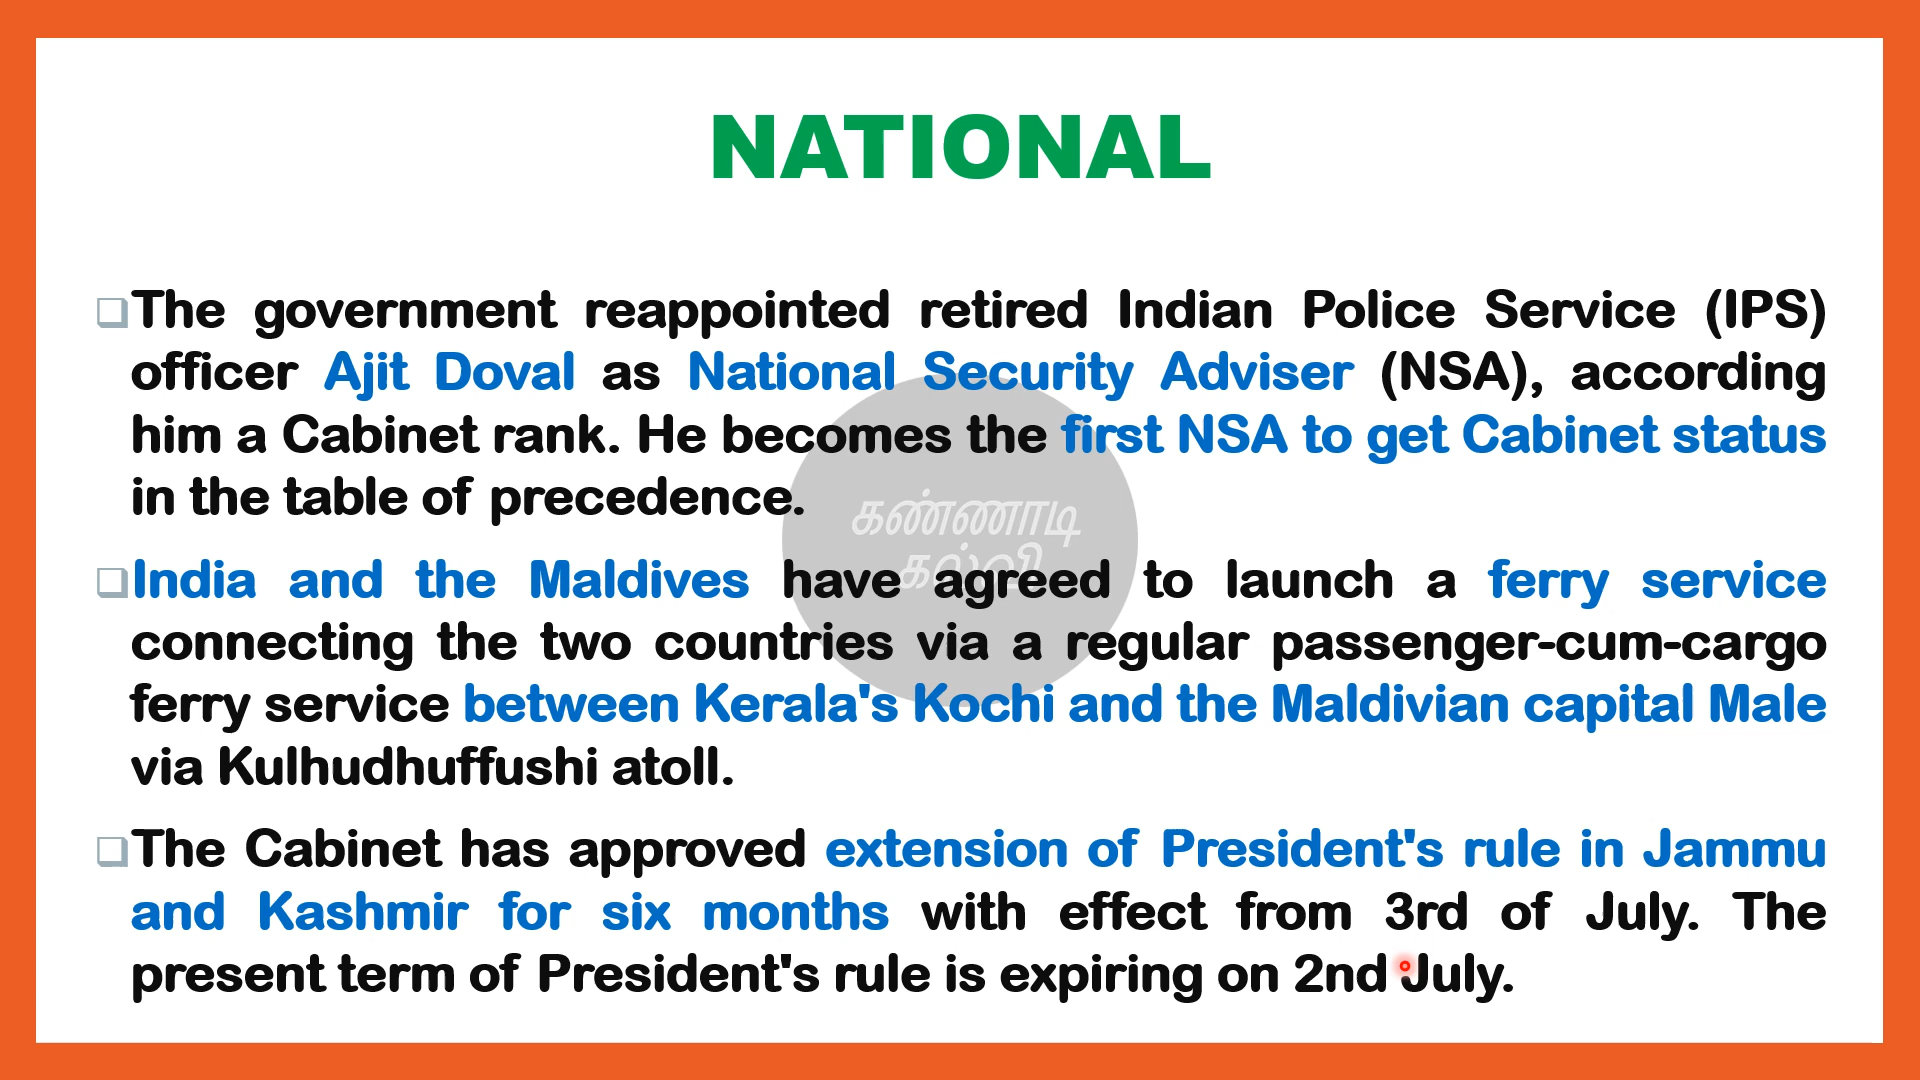 NATIONAL
The government reappointed retired Indian Police Service (IPS)
officer Ajit Doval as National Security Adviser (NSA), according
him a Cabinet rank. He becomes the first NSA to get Cabinet status
in the table of precedence.
கண்ணாடி
கல்வி
India and the Maldives have agreed to launch a ferry service
connecting the two countries via a regular passenger-cum-cargo
ferry service between Kerala's Kochi and the Maldivian capital Male
via Kulhudhuffushi atoll.
The Cabinet has approved extension of President's rule in Jammu
and Kashmir for six months with effect from 3rd of July. The
present term of President's rule is expiring on 2nd July.